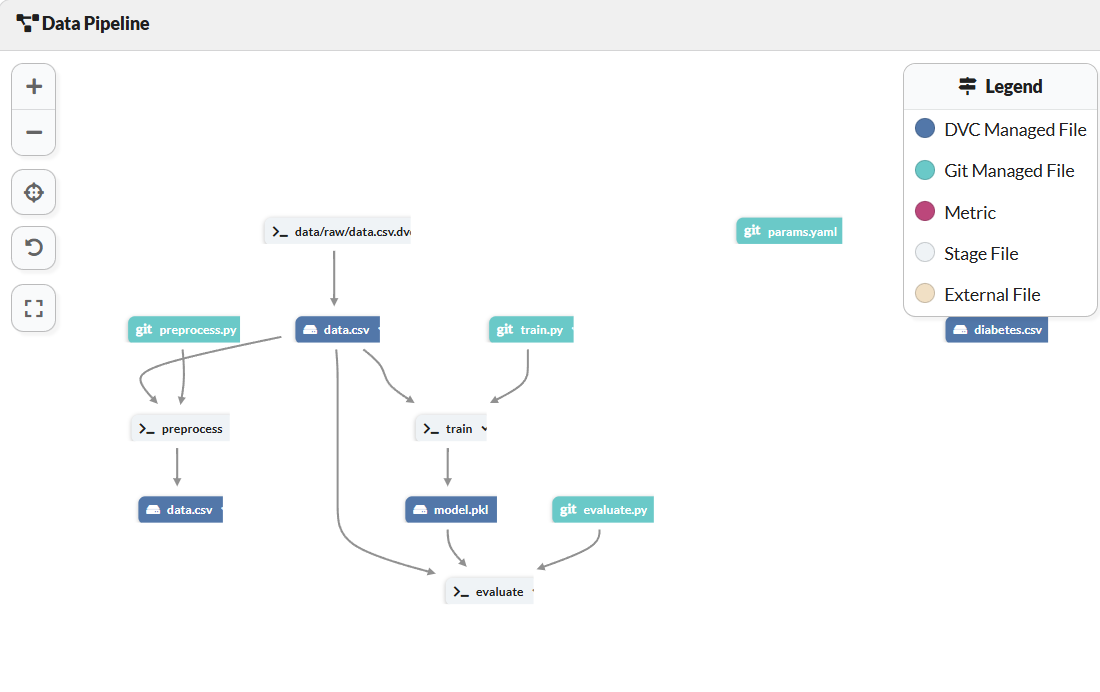 Data Pipeline
Legend
DVC Managed File
Git Managed File
Metric
Stage File
External File
>_ data/raw/data.csv.dv
git params.yaml
git preprocess.py
data.csv
git train.py
diabetes.csv
>_ preprocess
>_ train
data.csv
model.pkl
git evaluate.py
>_ evaluate